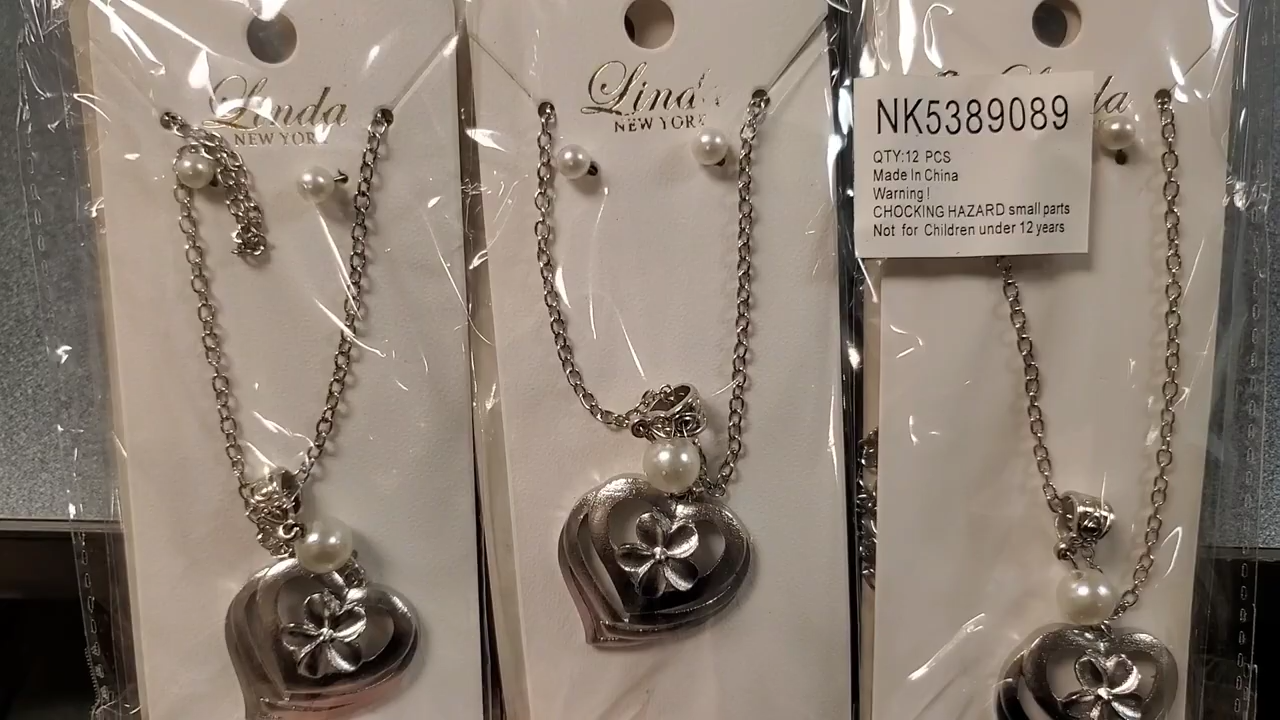 Linda
NEW YORK
Linda
NEW YORK
NK5389089
QTY:12 PCS
Made In China
Warning!
CHOCKING HAZARD small parts
Not for Children under 12 years